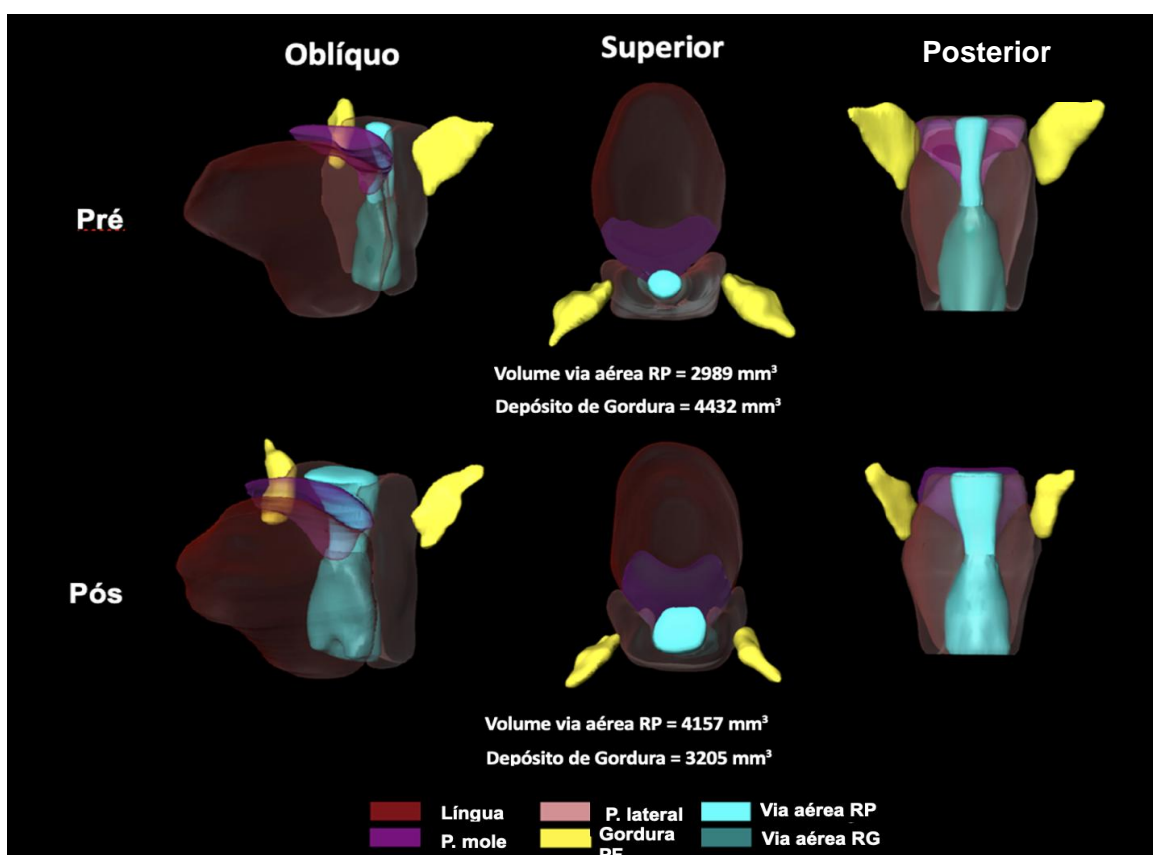 Oblíquo
Superior
Posterior
Pré
Volume via aérea RP = 2989 mm³
Depósito de Gordura = 4432 mm³
Pós
Volume via aérea RP = 4157 mm³
Depósito de Gordura = 3205 mm³
Língua
P. lateral
Via aérea RP
P. mole
Gordura
Via aérea RG